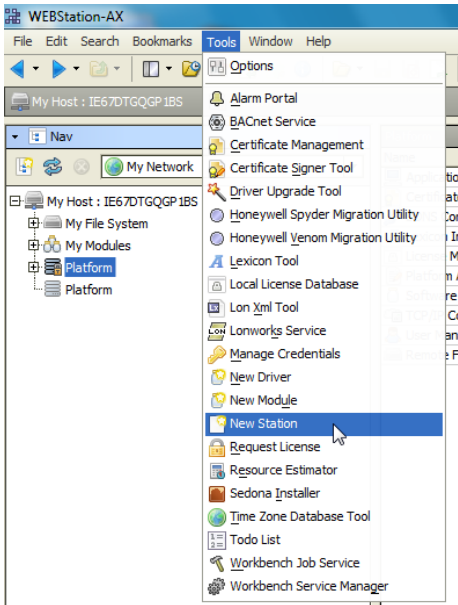 WEBStation-AX
File Edit Search Bookmarks Tools Window Help
Options
My Host : IE67DTGQGP1BS
Alarm Portal
Nav
BACnet Service
Certificate Management
My Network
Certificate Signer Tool
Driver Upgrade Tool
My Host : IE67DTGQGP1BS
Honeywell Spyder Migration Utility
My File System
Honeywell Venom Migration Utility
My Modules
Lexicon Tool
Platform
Local License Database
Platform
Lon Xml Tool
LON
Lonworks Service
Manage Credentials
New Driver
New Module
New Station
Request License
Resource Estimator
Sedona Installer
Time Zone Database Tool
Todo List
Workbench Job Service
Workbench Service Manager